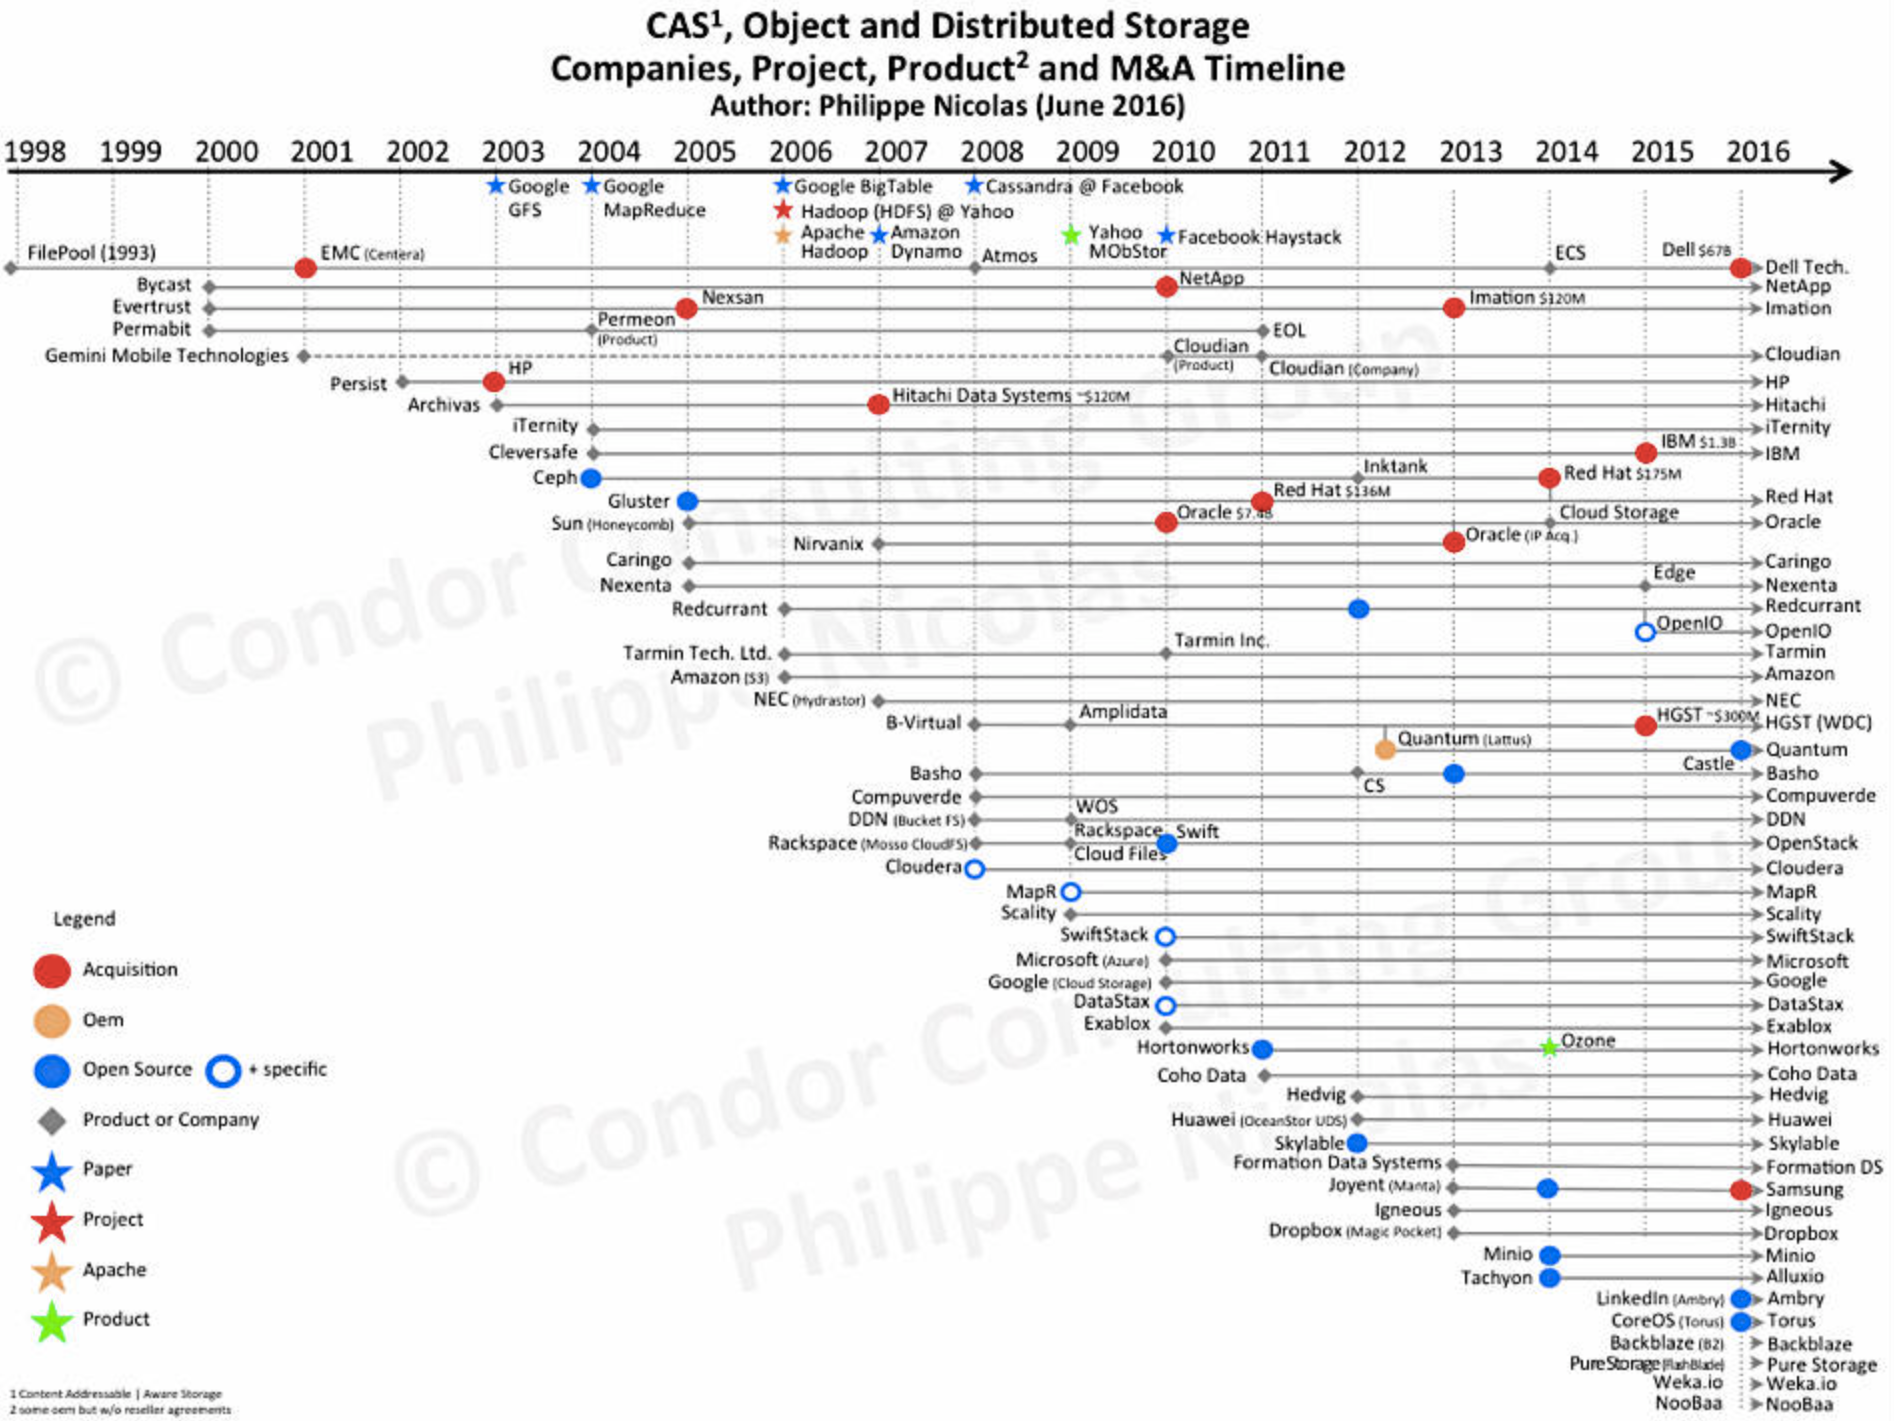 CAS¹, Object and Distributed Storage
Companies, Project, Product² and M&A Timeline
Author: Philippe Nicolas (June 2016)
1998 1999 2000 2001 2002 2003 2004 2005 2006 2007 2008 2009 2010 2011 2012 2013 2014 2015 2016
Google Google Google BigTable Cassandra @ Facebook
GFS MapReduce Hadoop (HDFS) @ Yahoo
Apache Amazon Yahoo Facebook Haystack
Hadoop Dynamo MObStor
FilePool (1993) EMC (Centera) Atmos ECS Dell $67B Dell Tech.
Bycast NetApp NetApp
Evertrust Nexsan Imation $120M Imation
Permabit Permeon EOL
(Product)
Gemini Mobile Technologies Cloudian Cloudian
(Product) Cloudian (Company)
Persist HP HP
Archivas Hitachi Data Systems ~$120M Hitachi
iTernity iTernity
Cleversafe IBM $1.3B IBM
Ceph Inktank Red Hat $175M
Gluster Red Hat $136M Red Hat
Sun (Honeycomb) Oracle $7.4B Cloud Storage Oracle
Nirvanix Oracle (IP Acq.)
Caringo Caringo
Nexenta Edge Nexenta
Redcurrant Redcurrant
OpenIO OpenIO
Tarmin Tech. Ltd. Tarmin Inc. Tarmin
Amazon (S3) Amazon
NEC (Hydrastor) NEC
B-Virtual Amplidata HGST ~$300M HGST (WDC)
Quantum (Lattus) Quantum
Castle
Basho CS Basho
Compuverde Compuverde
DDN (Bucket FS) WOS DDN
Rackspace (Mosso CloudFS) Rackspace Swift OpenStack
Cloud Files
Cloudera Cloudera
MapR MapR
Scality Scality
SwiftStack SwiftStack
Microsoft (Azure) Microsoft
Google (Cloud Storage) Google
DataStax DataStax
Exablox Exablox
Hortonworks Ozone Hortonworks
Coho Data Coho Data
Hedvig Hedvig
Huawei (OceanStor UDS) Huawei
Skylable Skylable
Formation Data Systems Formation DS
Joyent (Manta) Samsung
Igneous Igneous
Dropbox (Magic Pocket) Dropbox
Minio Minio
Tachyon Alluxio
LinkedIn (Ambry) Ambry
CoreOS (Torus) Torus
Backblaze (B2) Backblaze
PureStorage (FlashBlade) Pure Storage
Weka.io Weka.io
NooBaa NooBaa
Legend
Acquisition
Oem
Open Source + specific
Product or Company
Paper
Project
Apache
Product
1 Content Addressable | Aware Storage
2 some oem but w/o reseller agreements
© Condor Consulting Group
Philippe Nicolas
© Condor Consulting Group
Philippe Nicolas